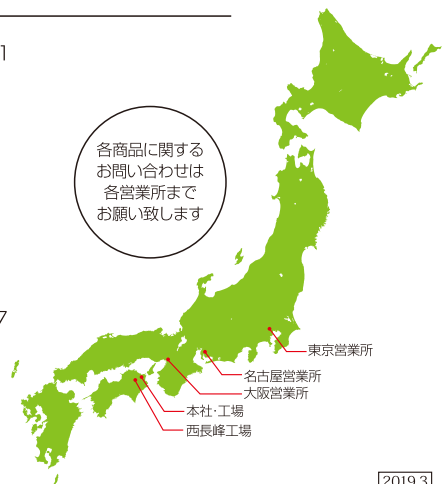 1
各商品に関する
お問い合わせは
各営業所まで
お願い致します
7
東京営業所
名古屋営業所
大阪営業所
本社・工場
西長峰工場
2019.3